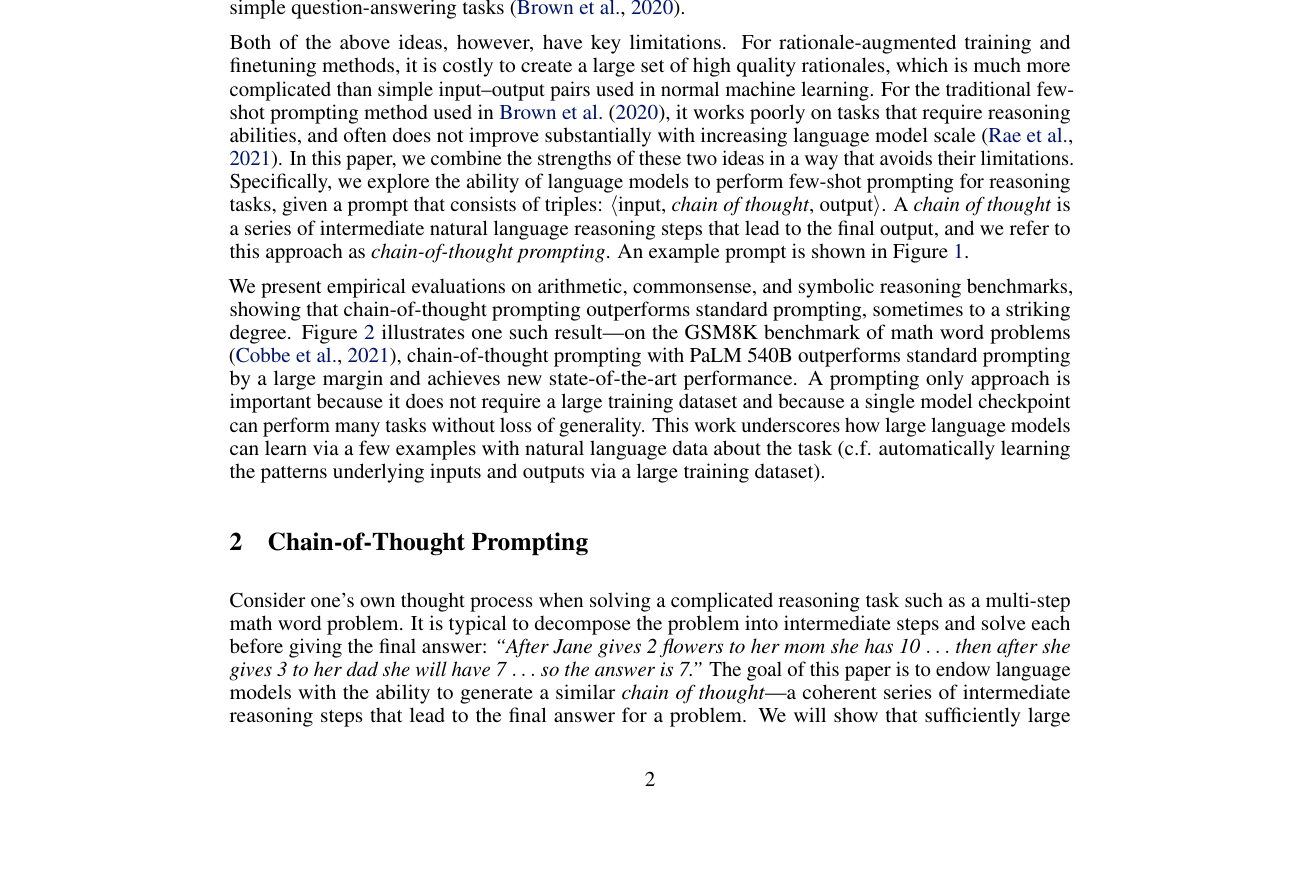 simple question-answering tasks (Brown et al., 2020).
Both of the above ideas, however, have key limitations. For rationale-augmented training and
finetuning methods, it is costly to create a large set of high quality rationales, which is much more
complicated than simple input–output pairs used in normal machine learning. For the traditional few-
shot prompting method used in Brown et al. (2020), it works poorly on tasks that require reasoning
abilities, and often does not improve substantially with increasing language model scale (Rae et al.,
2021). In this paper, we combine the strengths of these two ideas in a way that avoids their limitations.
Specifically, we explore the ability of language models to perform few-shot prompting for reasoning
tasks, given a prompt that consists of triples: ⟨input, chain of thought, output⟩. A chain of thought is
a series of intermediate natural language reasoning steps that lead to the final output, and we refer to
this approach as chain-of-thought prompting. An example prompt is shown in Figure 1.
We present empirical evaluations on arithmetic, commonsense, and symbolic reasoning benchmarks,
showing that chain-of-thought prompting outperforms standard prompting, sometimes to a striking
degree. Figure 2 illustrates one such result—on the GSM8K benchmark of math word problems
(Cobbe et al., 2021), chain-of-thought prompting with PaLM 540B outperforms standard prompting
by a large margin and achieves new state-of-the-art performance. A prompting only approach is
important because it does not require a large training dataset and because a single model checkpoint
can perform many tasks without loss of generality. This work underscores how large language models
can learn via a few examples with natural language data about the task (c.f. automatically learning
the patterns underlying inputs and outputs via a large training dataset).
2 Chain-of-Thought Prompting
Consider one's own thought process when solving a complicated reasoning task such as a multi-step
math word problem. It is typical to decompose the problem into intermediate steps and solve each
before giving the final answer: “After Jane gives 2 flowers to her mom she has 10 . . . then after she
gives 3 to her dad she will have 7 . . . so the answer is 7.” The goal of this paper is to endow language
models with the ability to generate a similar chain of thought—a coherent series of intermediate
reasoning steps that lead to the final answer for a problem. We will show that sufficiently large
2